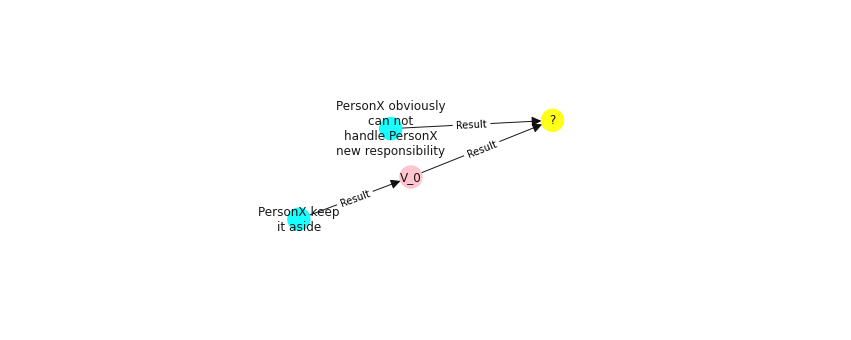 PersonX obviously
can not
handle PersonX
new responsibility
Result
?
Result
V_0
Result
PersonX keep
it aside